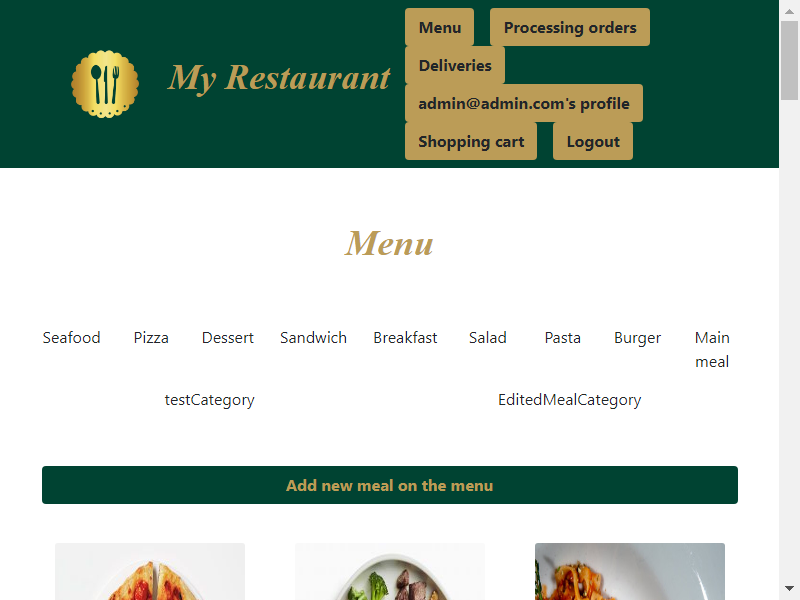 My Restaurant
Menu
Processing orders
Deliveries
admin@admin.com's profile
Shopping cart
Logout
Menu
Seafood
Pizza
Dessert
Sandwich
Breakfast
Salad
Pasta
Burger
Main
meal
testCategory
EditedMealCategory
Add new meal on the menu